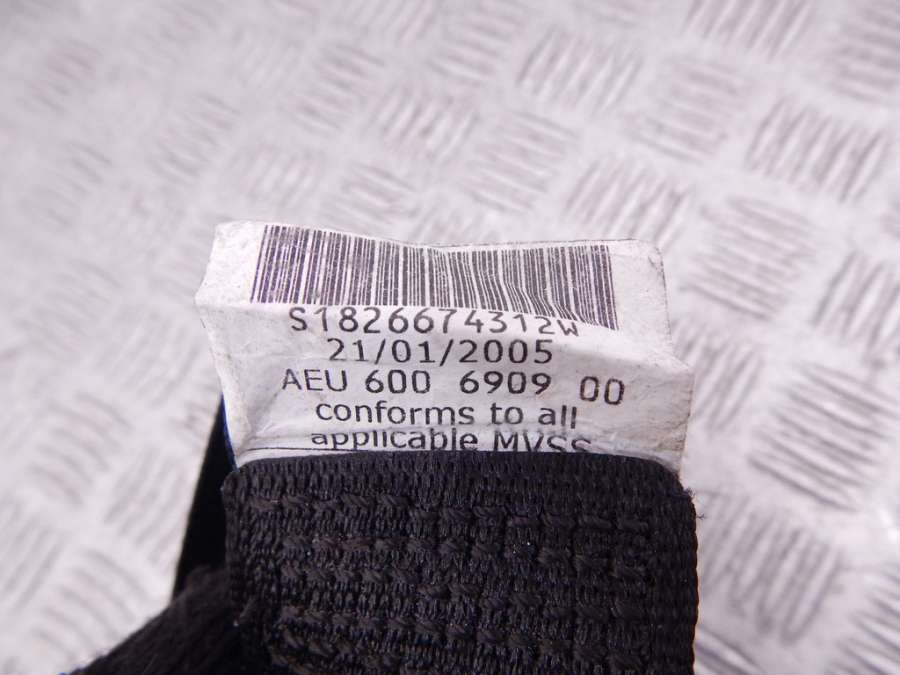 S1826674312W
21/01/2005
AEU 600 6909 00
conforms to all
applicable MVSS